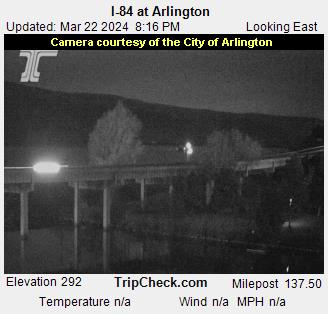 I-84 at Arlington
Updated: Mar 22 2024 8:16 PM Looking East
Camera courtesy of the City of Arlington
Elevation 292 TripCheck.com Milepost 137.50
Temperature n/a Wind n/a MPH n/a